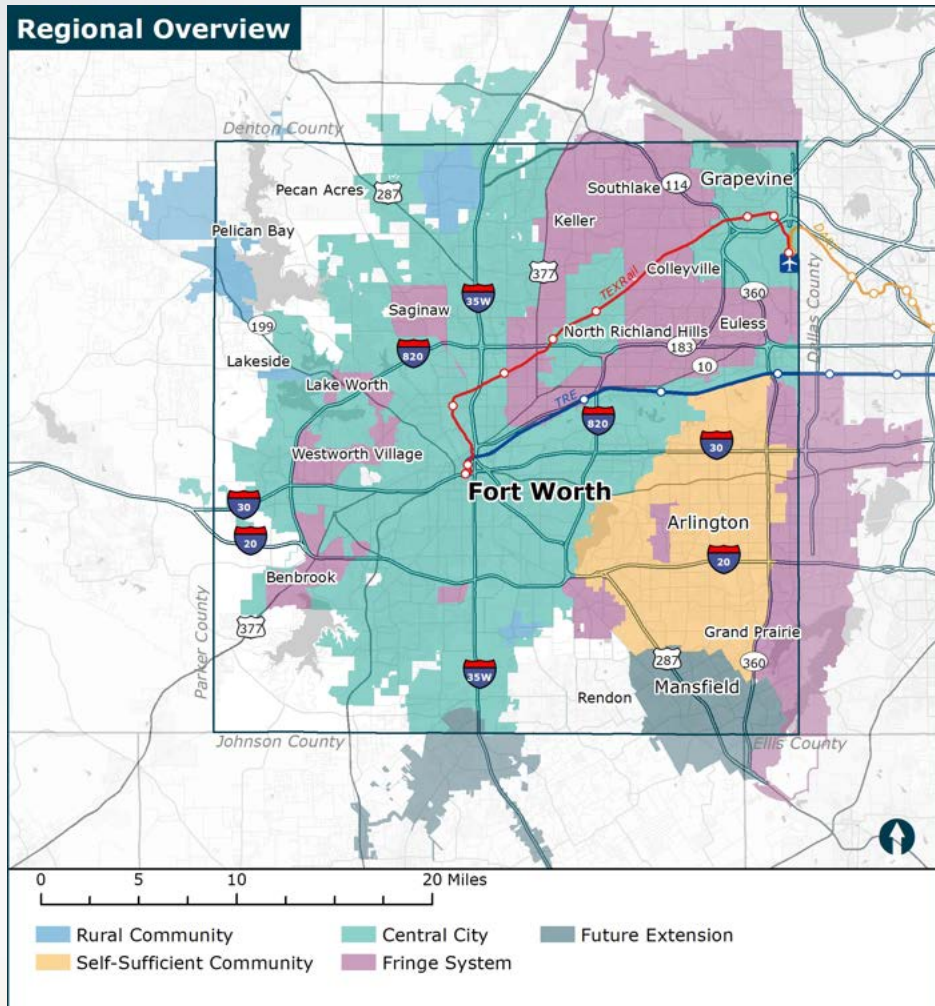 Regional Overview
Denton County
Pecan Acres
287
Southlake
114
Grapevine
Keller
Pelican Bay
377
Colleyville
DART
TEXRail
35W
360
Dallas County
Saginaw
199
North Richland Hills
Euless
183
820
Lakeside
10
Lake Worth
TRE
820
30
Westworth Village
Fort Worth
30
Arlington
20
20
Benbrook
377
Parker County
Grand Prairie
287
360
35W
Rendon
Mansfield
Johnson County
Ellis County
0 5 10 20 Miles
Rural Community
Central City
Future Extension
Self-Sufficient Community
Fringe System